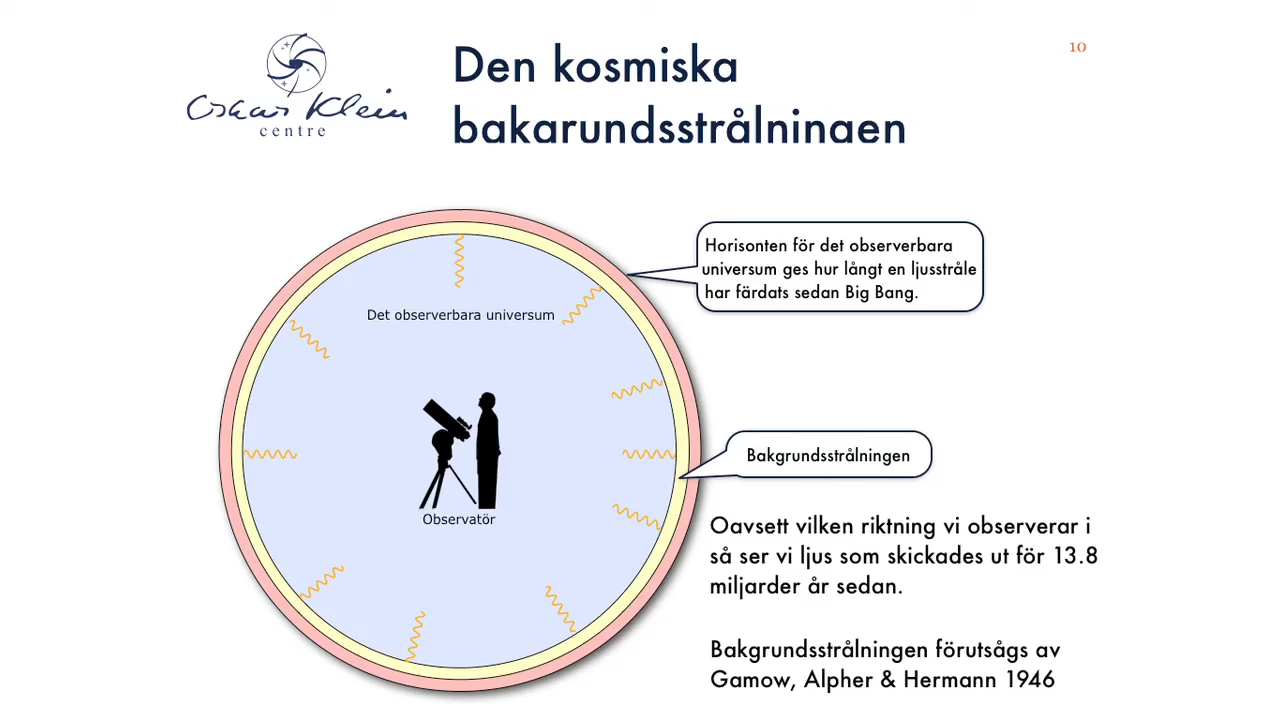 Oskar Klein
centre
Den kosmiska
bakgrundsstrålningen
10
Horisonten för det observerbara
universum ges hur långt en ljusstråle
har färdats sedan Big Bang.
Det observerbara universum
Observatör
Bakgrundsstrålningen
Oavsett vilken riktning vi observerar i
så ser vi ljus som skickades ut för 13.8
miljarder år sedan.
Bakgrundsstrålningen förutsågs av
Gamow, Alpher & Hermann 1946